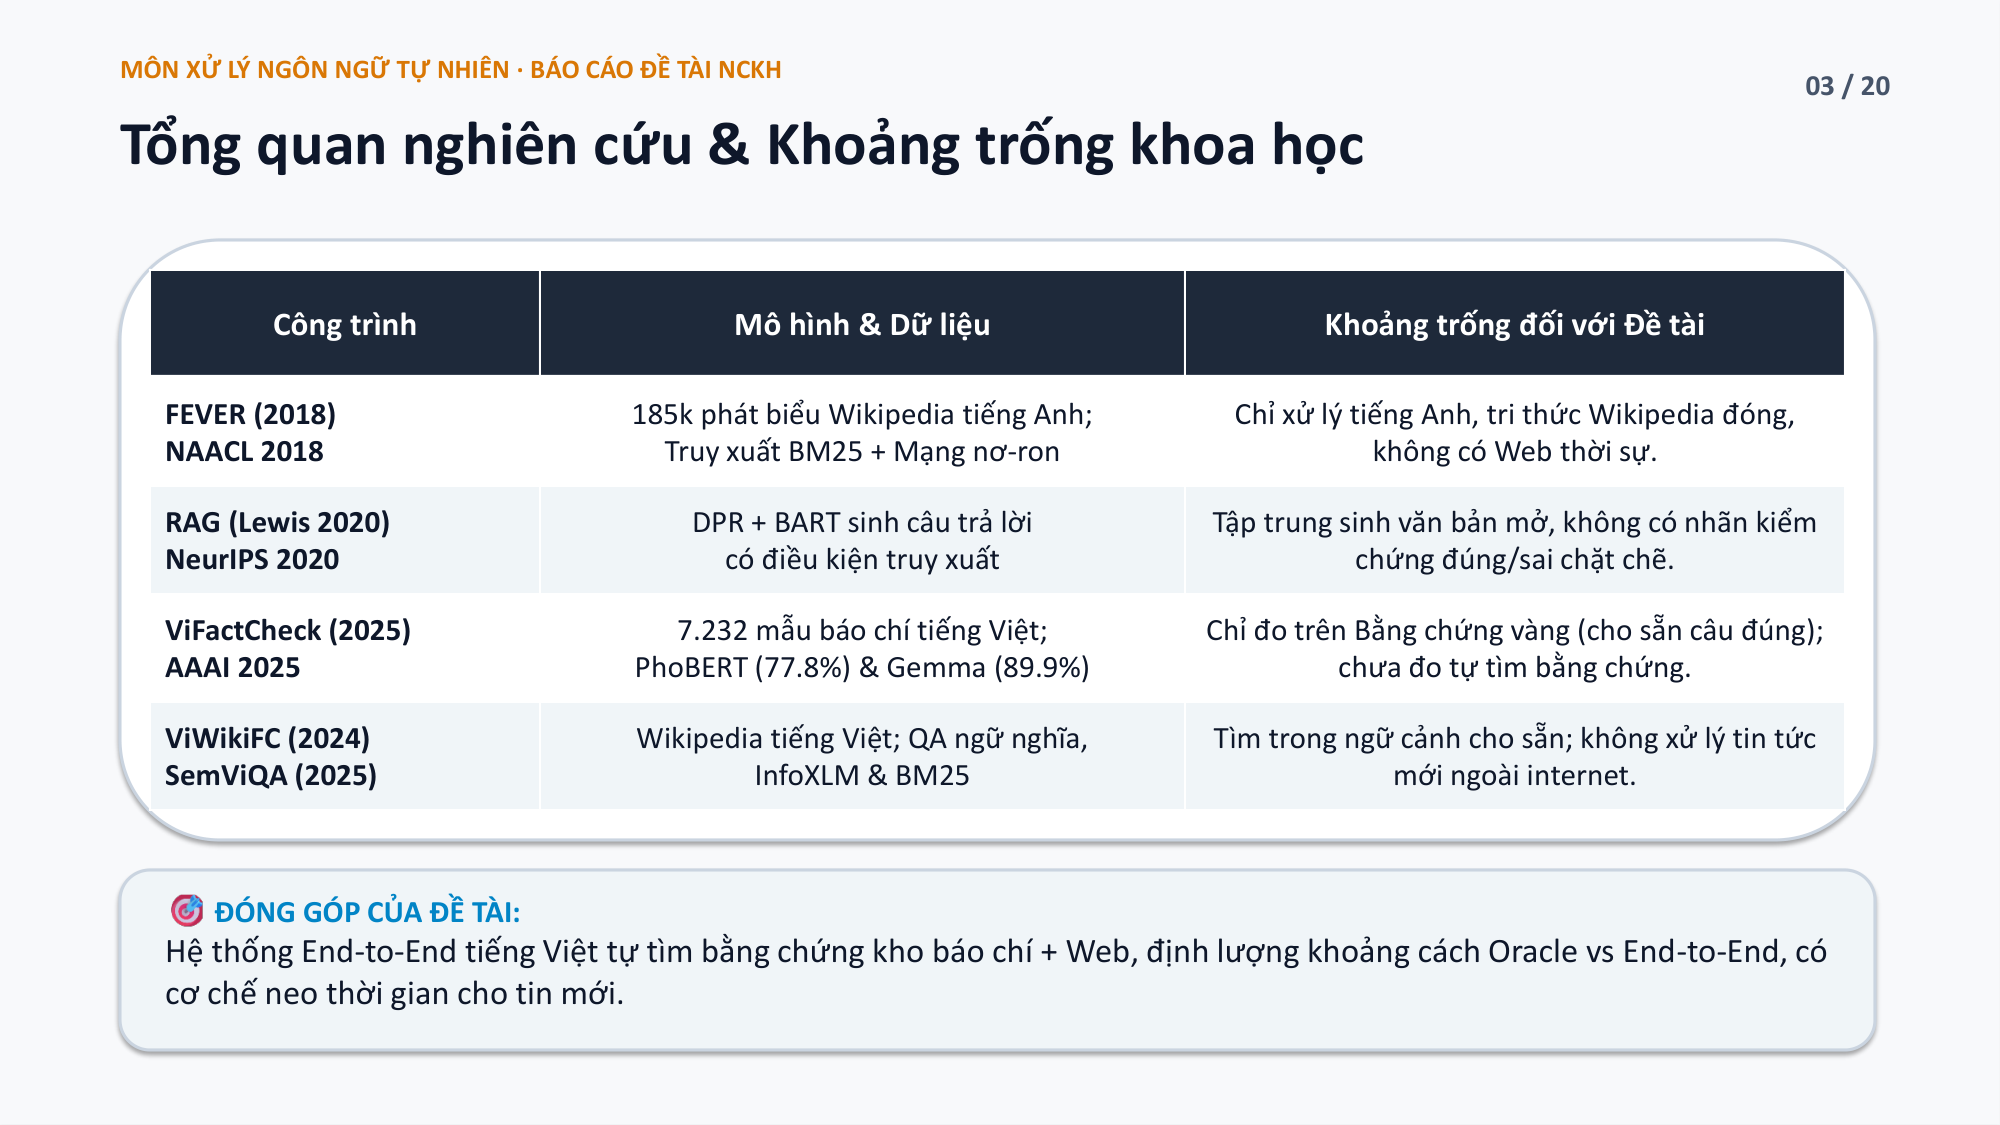 MÔN XỬ LÝ NGÔN NGỮ TỰ NHIÊN · BÁO CÁO ĐỀ TÀI NCKH
03 / 20
Tổng quan nghiên cứu & Khoảng trống khoa học
Công trình
Mô hình & Dữ liệu
Khoảng trống đối với Đề tài
FEVER (2018)
NAACL 2018
185k phát biểu Wikipedia tiếng Anh;
Truy xuất BM25 + Mạng nơ-ron
Chỉ xử lý tiếng Anh, tri thức Wikipedia đóng,
không có Web thời sự.
RAG (Lewis 2020)
NeurIPS 2020
DPR + BART sinh câu trả lời
có điều kiện truy xuất
Tập trung sinh văn bản mở, không có nhãn kiểm
chứng đúng/sai chặt chẽ.
ViFactCheck (2025)
AAAI 2025
7.232 mẫu báo chí tiếng Việt;
PhoBERT (77.8%) & Gemma (89.9%)
Chỉ đo trên Bằng chứng vàng (cho sẵn câu đúng);
chưa đo tự tìm bằng chứng.
ViWikiFC (2024)
SemViQA (2025)
Wikipedia tiếng Việt; QA ngữ nghĩa,
InfoXLM & BM25
Tìm trong ngữ cảnh cho sẵn; không xử lý tin tức
mới ngoài internet.
ĐÓNG GÓP CỦA ĐỀ TÀI:
Hệ thống End-to-End tiếng Việt tự tìm bằng chứng kho báo chí + Web, định lượng khoảng cách Oracle vs End-to-End, có
cơ chế neo thời gian cho tin mới.